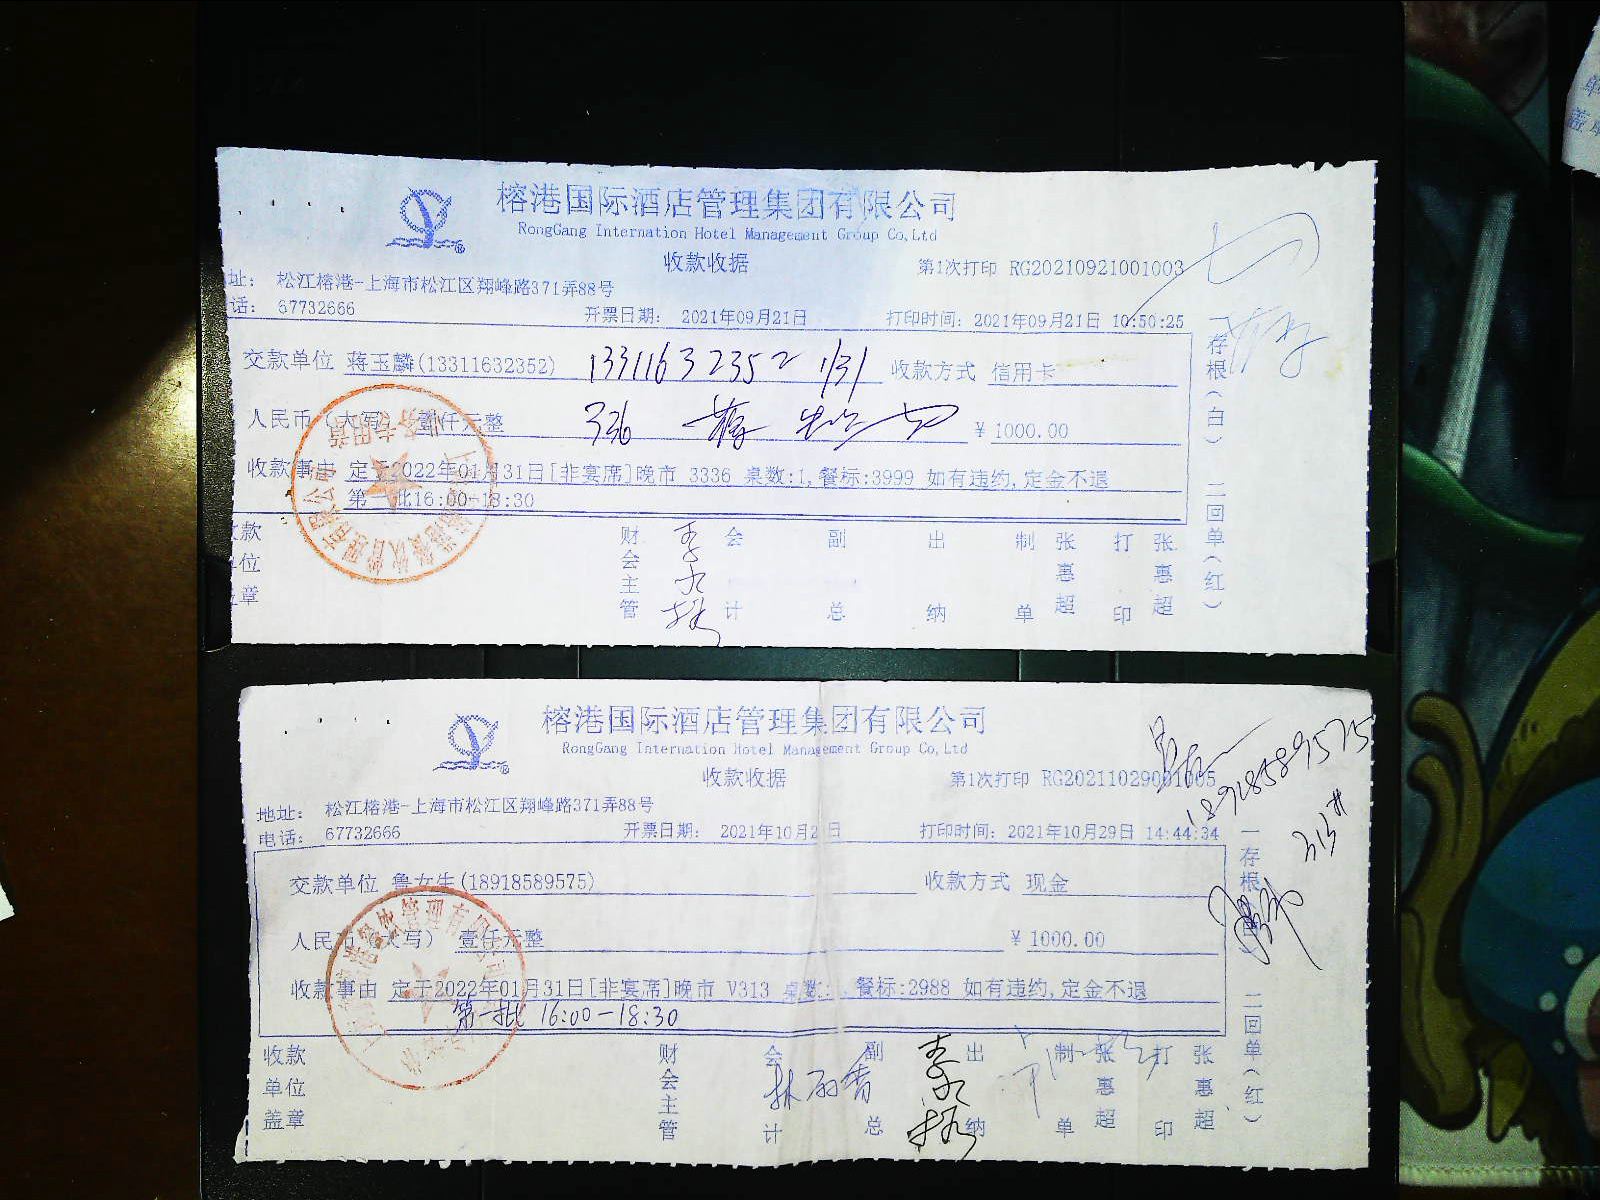 榕港国际酒店管理集团有限公司
RongGang Internation Hotel Management Group Co,Ltd
收款收据
第1次打印 RG20210921001003
址： 松江榕港-上海市松江区翔峰路371弄88号
话： 67732666
开票日期： 2021年09月21日
打印时间：2021年09月21日 10:50:25
交款单位 蒋玉麟(13311632352) 13311632352 1/31 收款方式 信用卡
人民币（大写） 壹仟元整 336 ￥1000.00
收款事由 定于2022年01月31日[非宴席]晚市 3336 桌数:1,餐标:3999 如有违约,定金不退
第一批16:00-18:30
款
位
章
财会主管 会计 副总 出纳 制单 张惠超 打印 张惠超
一存根（白） 二回单（红）
榕港国际酒店管理集团有限公司
RongGang Internation Hotel Management Group Co,Ltd
收款收据
第1次打印 RG20211029001005
18918589575
313#
地址： 松江榕港-上海市松江区翔峰路371弄88号
电话： 67732666
开票日期： 2021年10月2 日
打印时间：2021年10月29日 14:44:34
交款单位 鲁女生(18918589575) 收款方式 现金
人民币（大写） 壹仟元整 ￥1000.00
收款事由 定于2022年01月31日[非宴席]晚市 V313 桌数: ,餐标:2988 如有违约,定金不退
第一批 16:00-18:30
收款
单位
盖章
财会主管 会计 林丽香 副总 出纳 制单 张惠超 打印 张惠超
一存根 二回单（红）